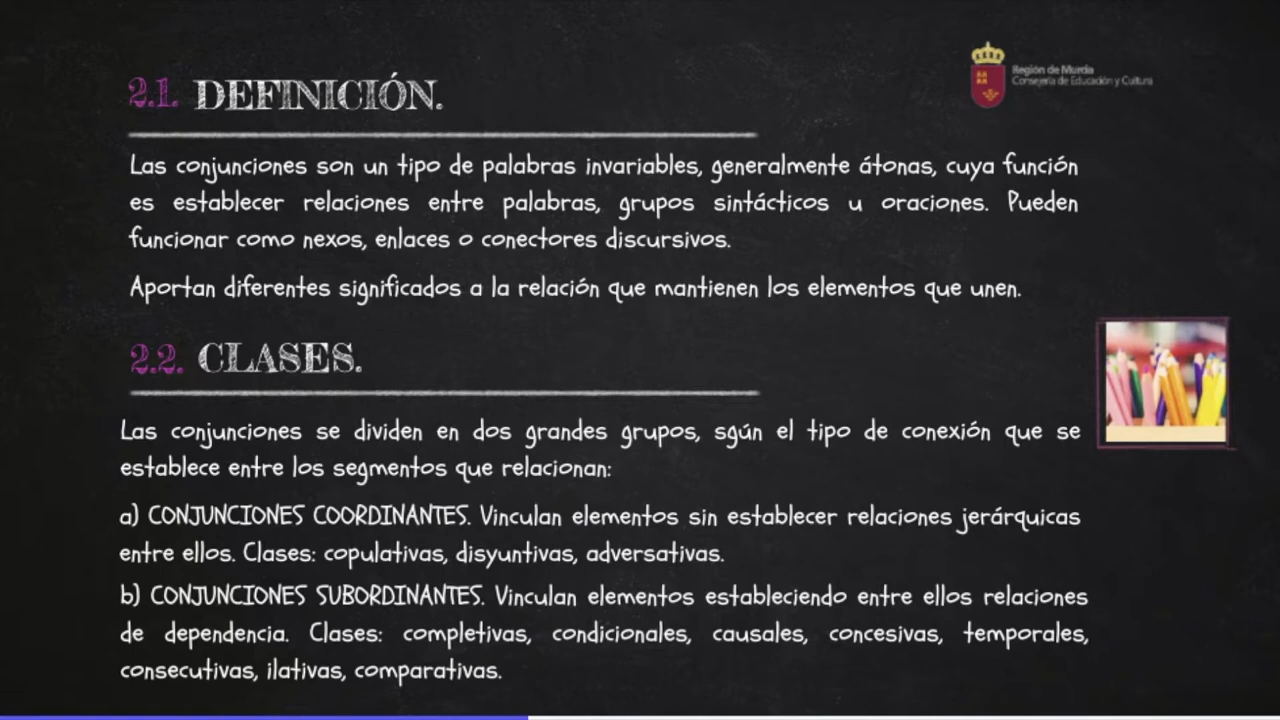 2.1. DEFINICIÓN.
Región de Murcia
Consejería de Educación y Cultura
Las conjunciones son un tipo de palabras invariables, generalmente átonas, cuya función
es establecer relaciones entre palabras, grupos sintácticos u oraciones. Pueden
funcionar como nexos, enlaces o conectores discursivos.
Aportan diferentes significados a la relación que mantienen los elementos que unen.
2.2. CLASES.
Las conjunciones se dividen en dos grandes grupos, sgún el tipo de conexión que se
establece entre los segmentos que relacionan:
a) CONJUNCIONES COORDINANTES. Vinculan elementos sin establecer relaciones jerárquicas
entre ellos. Clases: copulativas, disyuntivas, adversativas.
b) CONJUNCIONES SUBORDINANTES. Vinculan elementos estableciendo entre ellos relaciones
de dependencia. Clases: completivas, condicionales, causales, concesivas, temporales,
consecutivas, ilativas, comparativas.